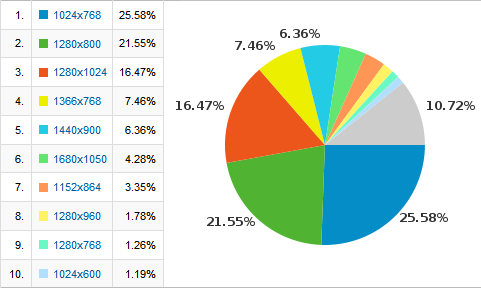 1. 1024x768 25.58%
2. 1280x800 21.55%
3. 1280x1024 16.47%
4. 1366x768 7.46%
5. 1440x900 6.36%
6. 1680x1050 4.28%
7. 1152x864 3.35%
8. 1280x960 1.78%
9. 1280x768 1.26%
10. 1024x600 1.19%
6.36%
7.46%
16.47%
10.72%
21.55%
25.58%